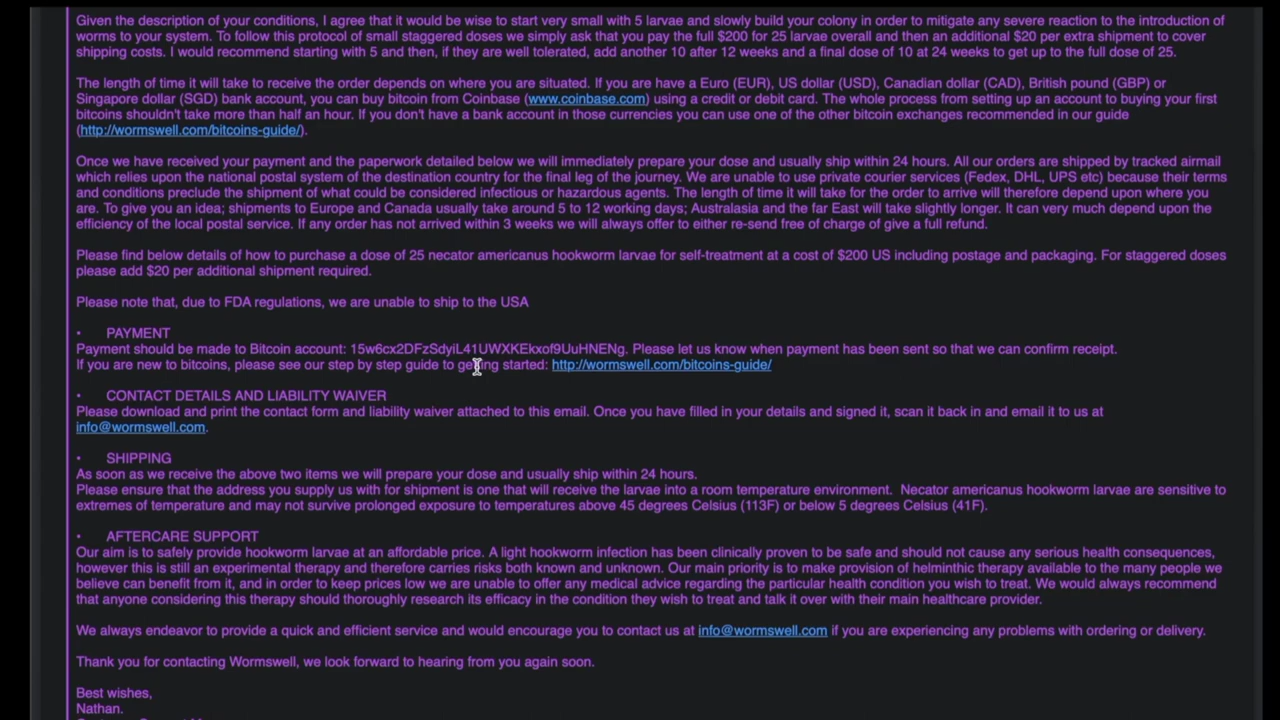 Given the description of your conditions, I agree that it would be wise to start very small with 5 larvae and slowly build your colony in order to mitigate any severe reaction to the introduction of
worms to your system. To follow this protocol of small staggered doses we simply ask that you pay the full $200 for 25 larvae overall and then an additional $20 per extra shipment to cover
shipping costs. I would recommend starting with 5 and then, if they are well tolerated, add another 10 after 12 weeks and a final dose of 10 at 24 weeks to get up to the full dose of 25.
The length of time it will take to receive the order depends on where you are situated. If you are have a Euro (EUR), US dollar (USD), Canadian dollar (CAD), British pound (GBP) or
Singapore dollar (SGD) bank account, you can buy bitcoin from Coinbase (www.coinbase.com) using a credit or debit card. The whole process from setting up an account to buying your first
bitcoins shouldn't take more than half an hour. If you don't have a bank account in those currencies you can use one of the other bitcoin exchanges recommended in our guide
(http://wormswell.com/bitcoins-guide/).
Once we have received your payment and the paperwork detailed below we will immediately prepare your dose and usually ship within 24 hours. All our orders are shipped by tracked airmail
which relies upon the national postal system of the destination country for the final leg of the journey. We are unable to use private courier services (Fedex, DHL, UPS etc) because their terms
and conditions preclude the shipment of what could be considered infectious or hazardous agents. The length of time it will take for the order to arrive will therefore depend upon where you
are. To give you an idea; shipments to Europe and Canada usually take around 5 to 12 working days; Australasia and the far East will take slightly longer. It can very much depend upon the
efficiency of the local postal service. If any order has not arrived within 3 weeks we will always offer to either re-send free of charge of give a full refund.
Please find below details of how to purchase a dose of 25 necator americanus hookworm larvae for self-treatment at a cost of $200 US including postage and packaging. For staggered doses
please add $20 per additional shipment required.
Please note that, due to FDA regulations, we are unable to ship to the USA
• PAYMENT
Payment should be made to Bitcoin account: 15w6cx2DFzSdyiL41UWXKEkxof9UuHNENg. Please let us know when payment has been sent so that we can confirm receipt.
If you are new to bitcoins, please see our step by step guide to getting started: http://wormswell.com/bitcoins-guide/
• CONTACT DETAILS AND LIABILITY WAIVER
Please download and print the contact form and liability waiver attached to this email. Once you have filled in your details and signed it, scan it back in and email it to us at
info@wormswell.com.
• SHIPPING
As soon as we receive the above two items we will prepare your dose and usually ship within 24 hours.
Please ensure that the address you supply us with for shipment is one that will receive the larvae into a room temperature environment. Necator americanus hookworm larvae are sensitive to
extremes of temperature and may not survive prolonged exposure to temperatures above 45 degrees Celsius (113F) or below 5 degrees Celsius (41F).
• AFTERCARE SUPPORT
Our aim is to safely provide hookworm larvae at an affordable price. A light hookworm infection has been clinically proven to be safe and should not cause any serious health consequences,
however this is still an experimental therapy and therefore carries risks both known and unknown. Our main priority is to make provision of helminthic therapy available to the many people we
believe can benefit from it, and in order to keep prices low we are unable to offer any medical advice regarding the particular health condition you wish to treat. We would always recommend
that anyone considering this therapy should thoroughly research its efficacy in the condition they wish to treat and talk it over with their main healthcare provider.
We always endeavor to provide a quick and efficient service and would encourage you to contact us at info@wormswell.com if you are experiencing any problems with ordering or delivery.
Thank you for contacting Wormswell, we look forward to hearing from you again soon.
Best wishes,
Nathan.